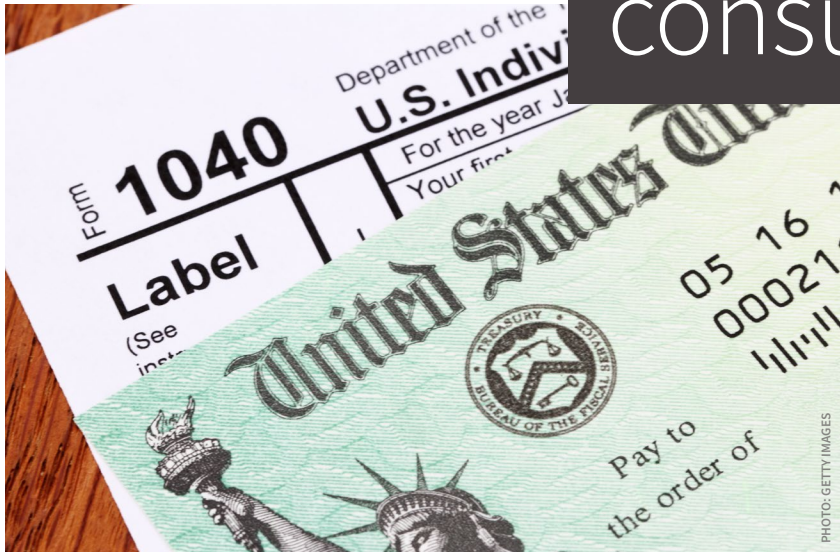 consu
Department of the
U.S. Indivi
Form 1040
For the year Ja
Your first
Label
(See
United States
05 16
00021
TREASURY
BUREAU OF THE FISCAL SERVICE
Pay to
the order of
PHOTO: GETTY IMAGES